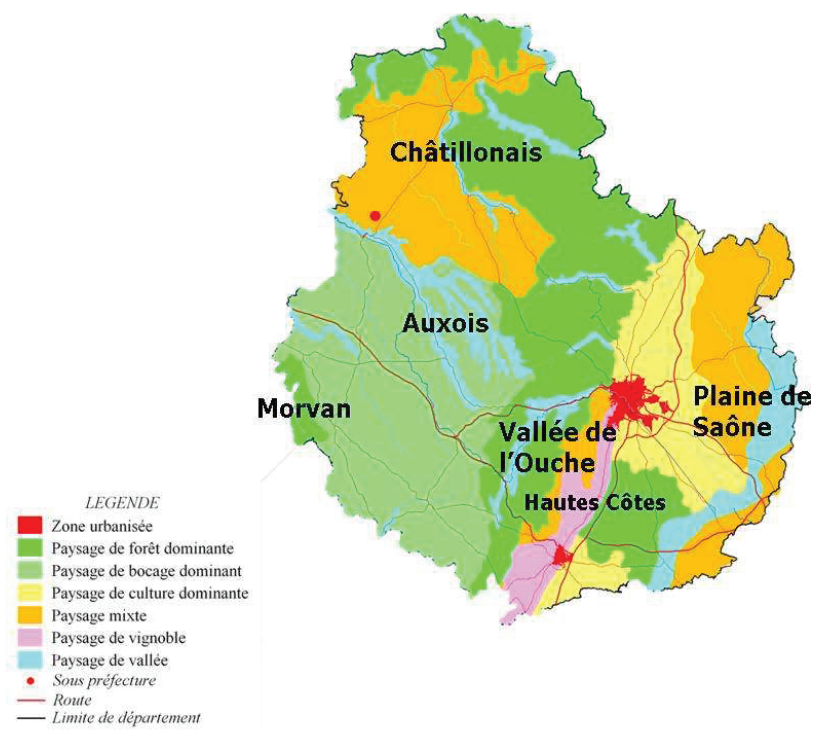 Châtillonais
Auxois
Morvan
Plaine de
Saône
Vallée de
l'Ouche
Hautes Côtes
LEGENDE
Zone urbanisée
Paysage de forêt dominante
Paysage de bocage dominant
Paysage de culture dominante
Paysage mixte
Paysage de vignoble
Paysage de vallée
Sous préfecture
Route
Limite de département